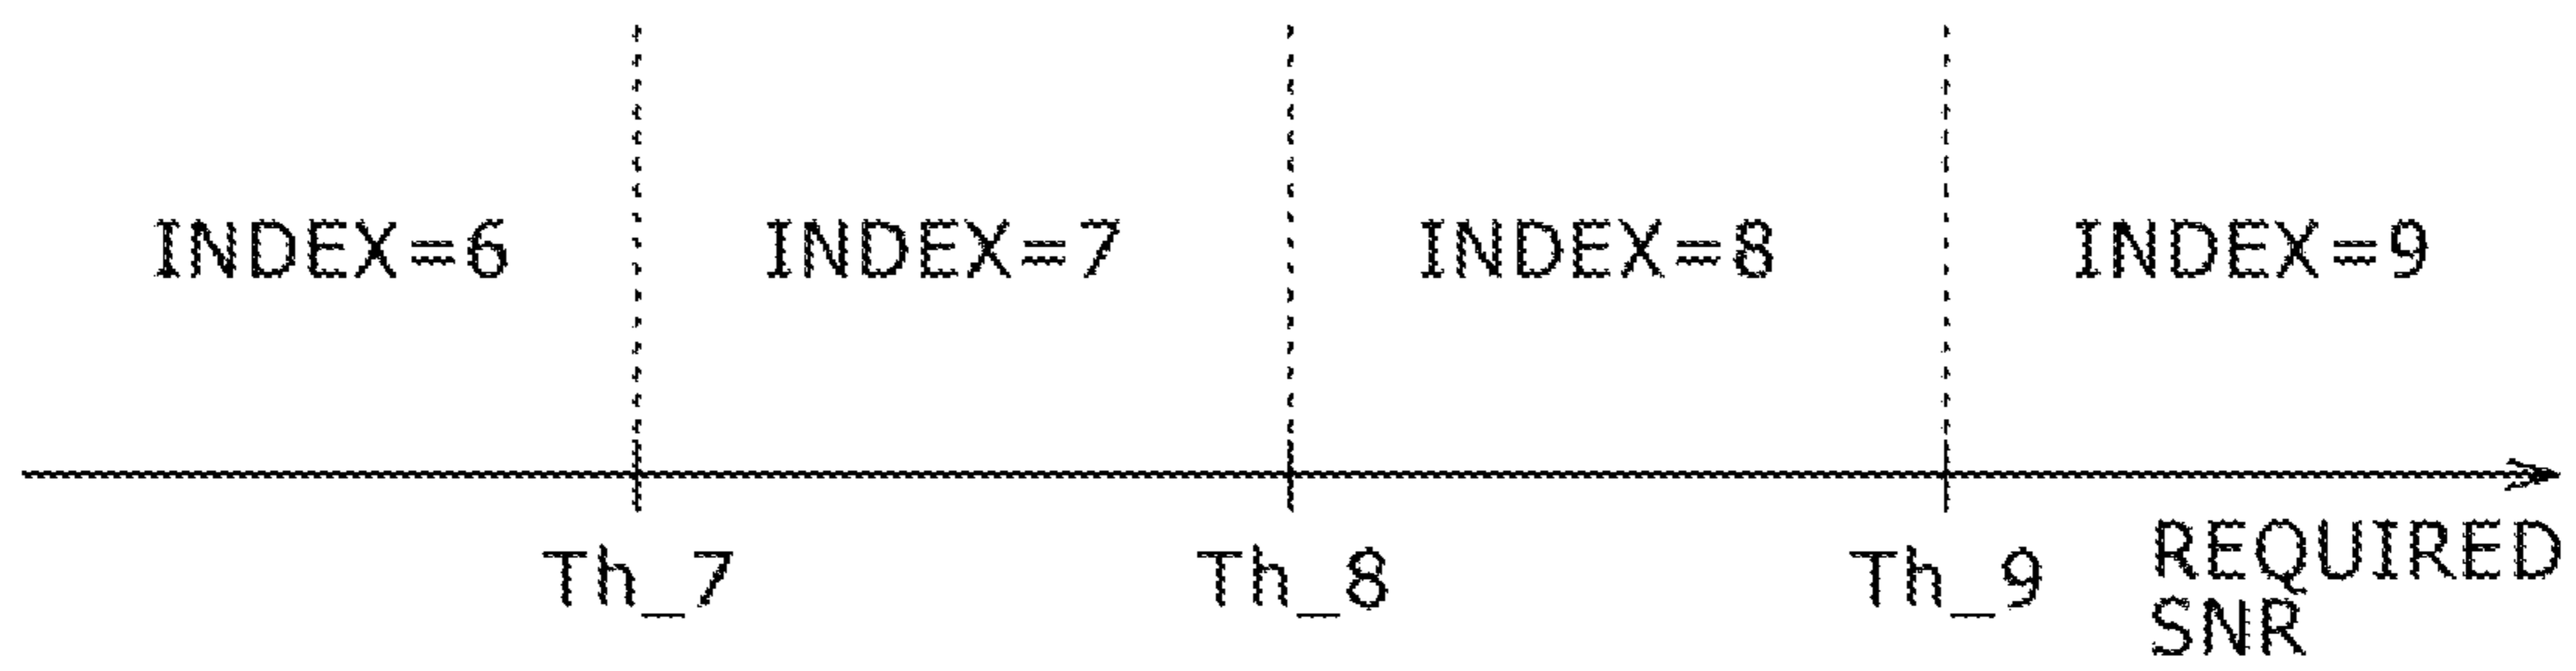 INDEX=6 INDEX=7 INDEX=8 INDEX=9
Th_7 Th_8 Th_9 REQUIRED
SNR